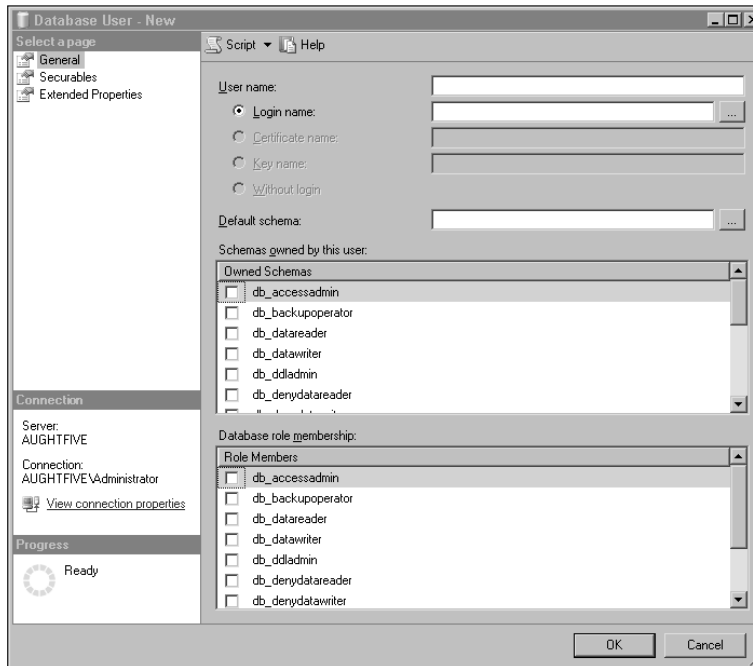 Database User - New
Select a page
General
Securables
Extended Properties
Script
Help
User name:
Login name:
...
Certificate name:
Key name:
Without login
Default schema:
...
Schemas owned by this user:
Owned Schemas
db_accessadmin
db_backupoperator
db_datareader
db_datawriter
db_ddladmin
db_denydatareader
Database role membership:
Role Members
db_accessadmin
db_backupoperator
db_datareader
db_datawriter
db_ddladmin
db_denydatareader
db_denydatawriter
Connection
Server:
AUGHTFIVE
Connection:
AUGHTFIVE\Administrator
View connection properties
Progress
Ready
OK
Cancel